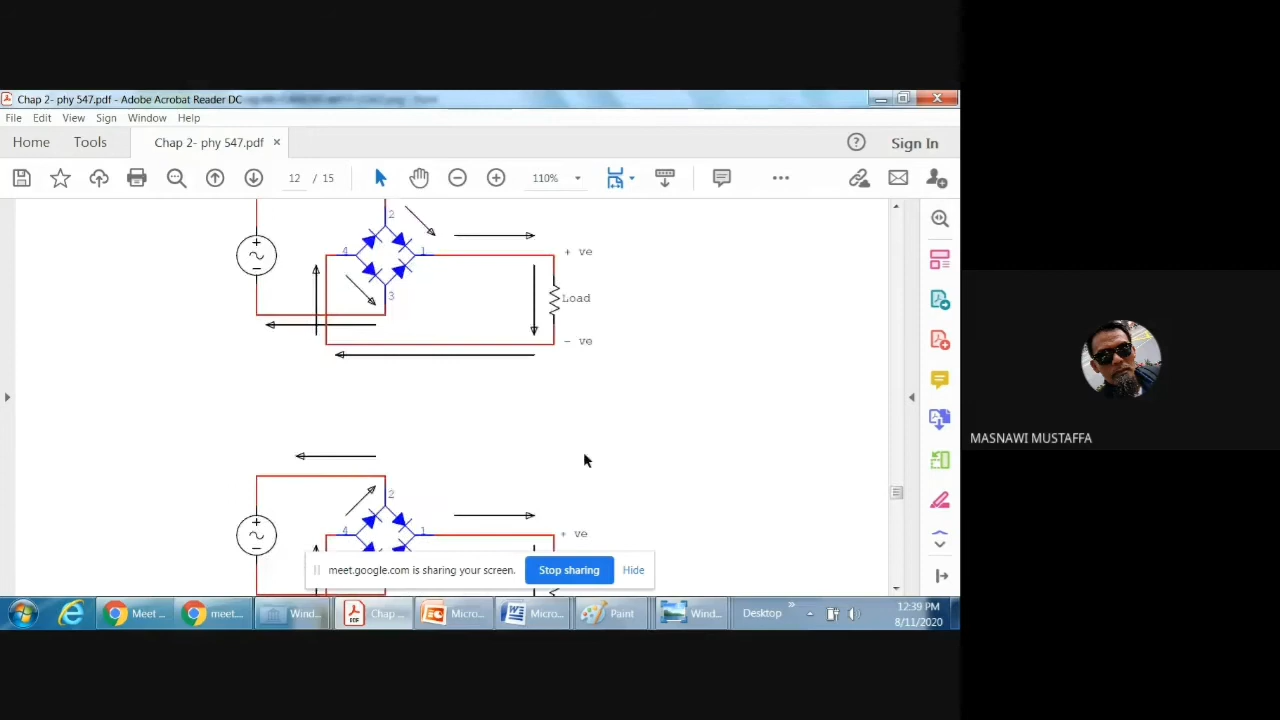 Chap 2- phy 547.pdf - Adobe Acrobat Reader DC
File Edit View Sign Window Help
Home Tools Chap 2- phy 547.pdf × ? Sign In
12 / 15 110%
2
4 1 + ve
3 Load
- ve
MASNAWI MUSTAFFA
2
4 1 + ve
meet.google.com is sharing your screen. Stop sharing Hide
Meet ... meet.... Wind... Chap ... Micro... Micro... Paint Wind... Desktop » 12:39 PM
8/11/2020